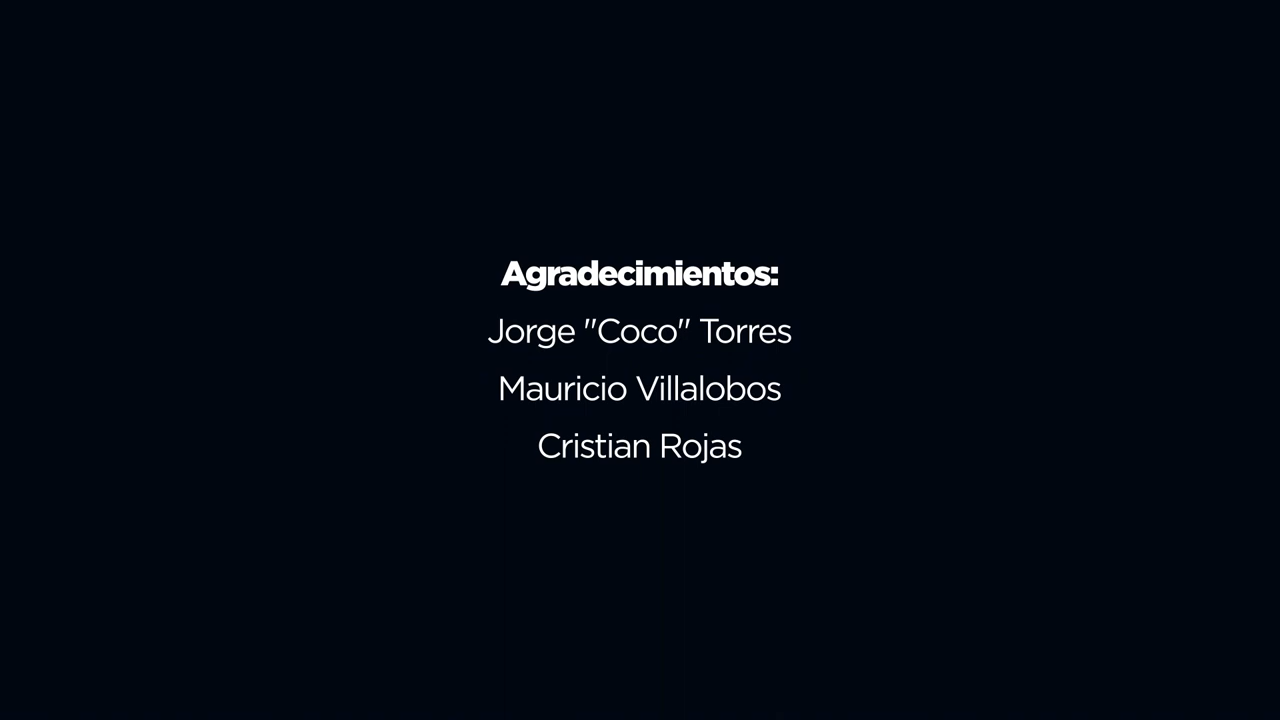 Agradecimientos:
Jorge "Coco" Torres
Mauricio Villalobos
Cristian Rojas